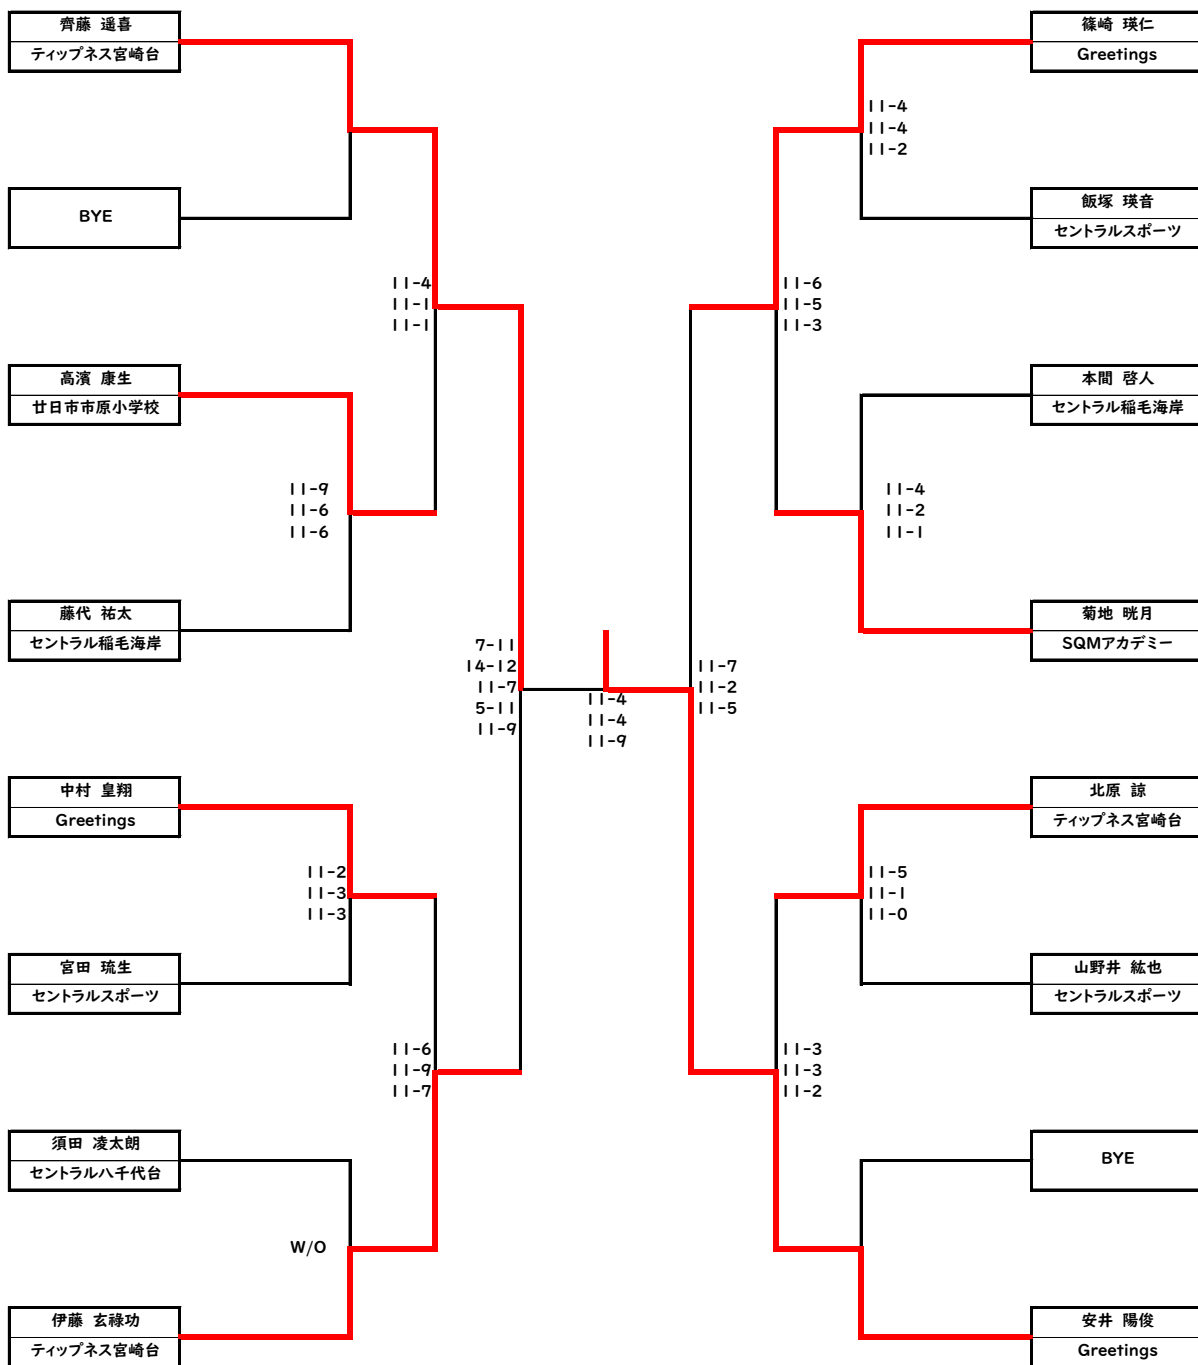 齊藤 遥喜
ティップネス宮崎台
BYE
11-4
11-1
11-1
高濱 康生
廿日市市原小学校
11-9
11-6
11-6
藤代 祐太
セントラル稲毛海岸
7-11
14-12
11-7
5-11
11-9
中村 皇翔
Greetings
11-2
11-3
11-3
宮田 琉生
セントラルスポーツ
11-6
11-9
11-7
須田 凌太朗
セントラル八千代台
W/O
伊藤 玄祿功
ティップネス宮崎台
11-4
11-4
11-9
篠崎 瑛仁
Greetings
11-4
11-4
11-2
飯塚 瑛音
セントラルスポーツ
11-6
11-5
11-3
本間 啓人
セントラル稲毛海岸
11-4
11-2
11-1
菊地 晄月
SQMアカデミー
11-7
11-2
11-5
北原 諒
ティップネス宮崎台
11-5
11-1
11-0
山野井 紘也
セントラルスポーツ
11-3
11-3
11-2
BYE
安井 陽俊
Greetings